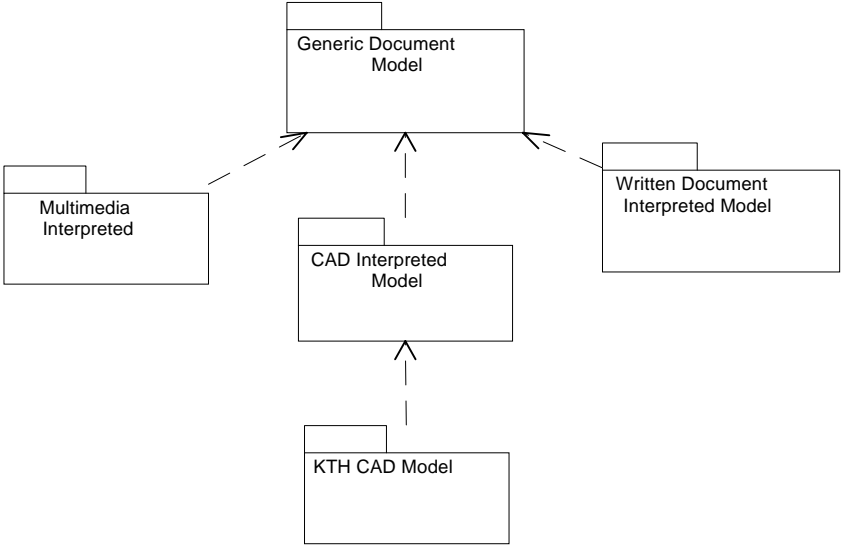 Generic Document
Model
Multimedia
Interpreted
Written Document
Interpreted Model
CAD Interpreted
Model
KTH CAD Model